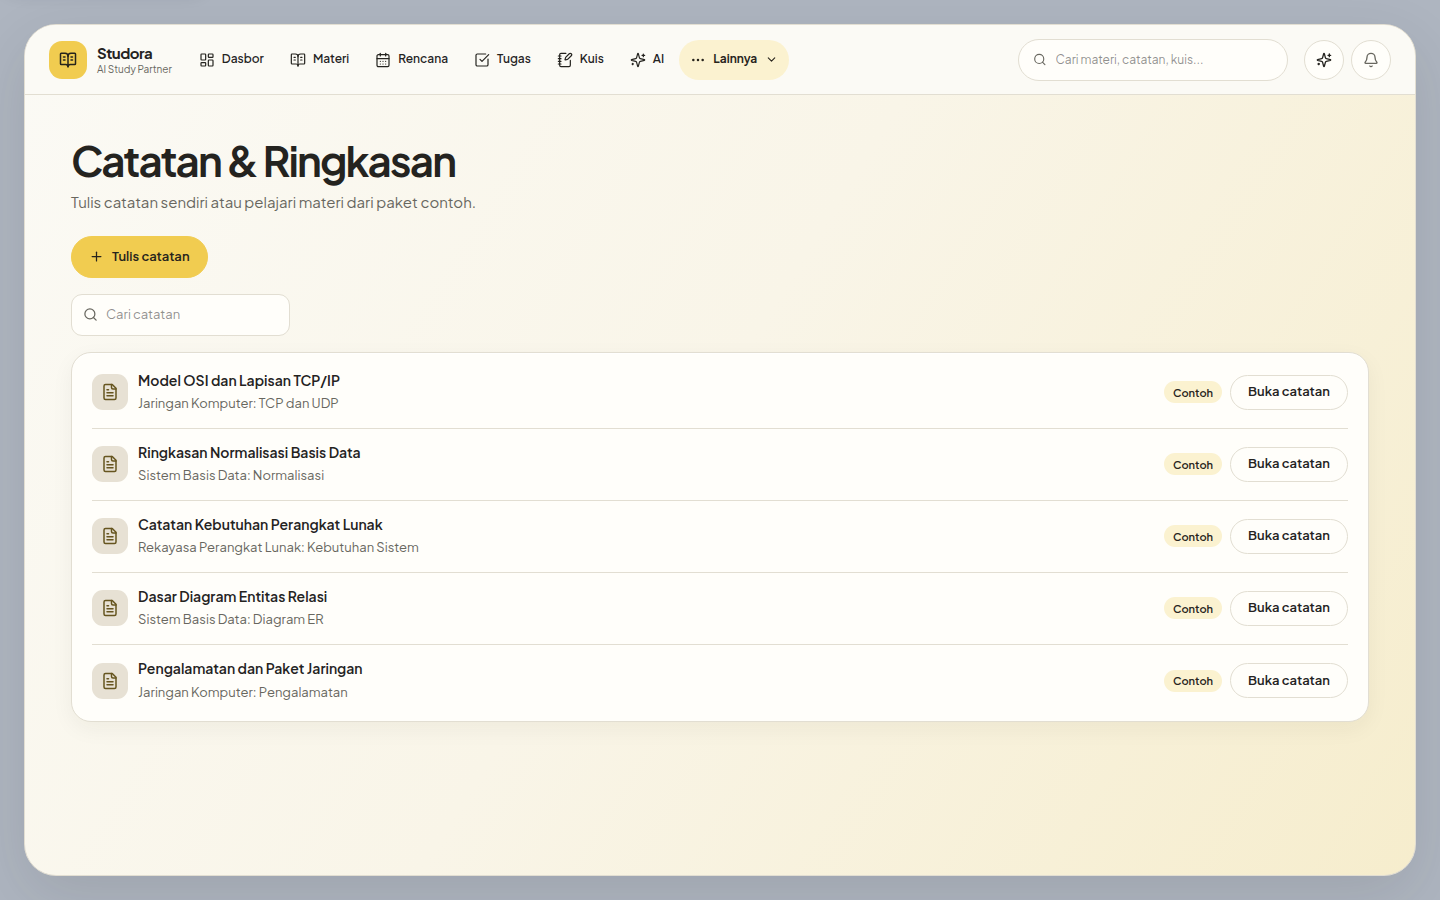 Studora
AI Study Partner
Dasbor
Materi
Rencana
Tugas
Kuis
AI
Lainnya
Cari materi, catatan, kuis...
Catatan & Ringkasan
Tulis catatan sendiri atau pelajari materi dari paket contoh.
Tulis catatan
Cari catatan
Model OSI dan Lapisan TCP/IP
Jaringan Komputer: TCP dan UDP
Contoh
Buka catatan
Ringkasan Normalisasi Basis Data
Sistem Basis Data: Normalisasi
Contoh
Buka catatan
Catatan Kebutuhan Perangkat Lunak
Rekayasa Perangkat Lunak: Kebutuhan Sistem
Contoh
Buka catatan
Dasar Diagram Entitas Relasi
Sistem Basis Data: Diagram ER
Contoh
Buka catatan
Pengalamatan dan Paket Jaringan
Jaringan Komputer: Pengalamatan
Contoh
Buka catatan